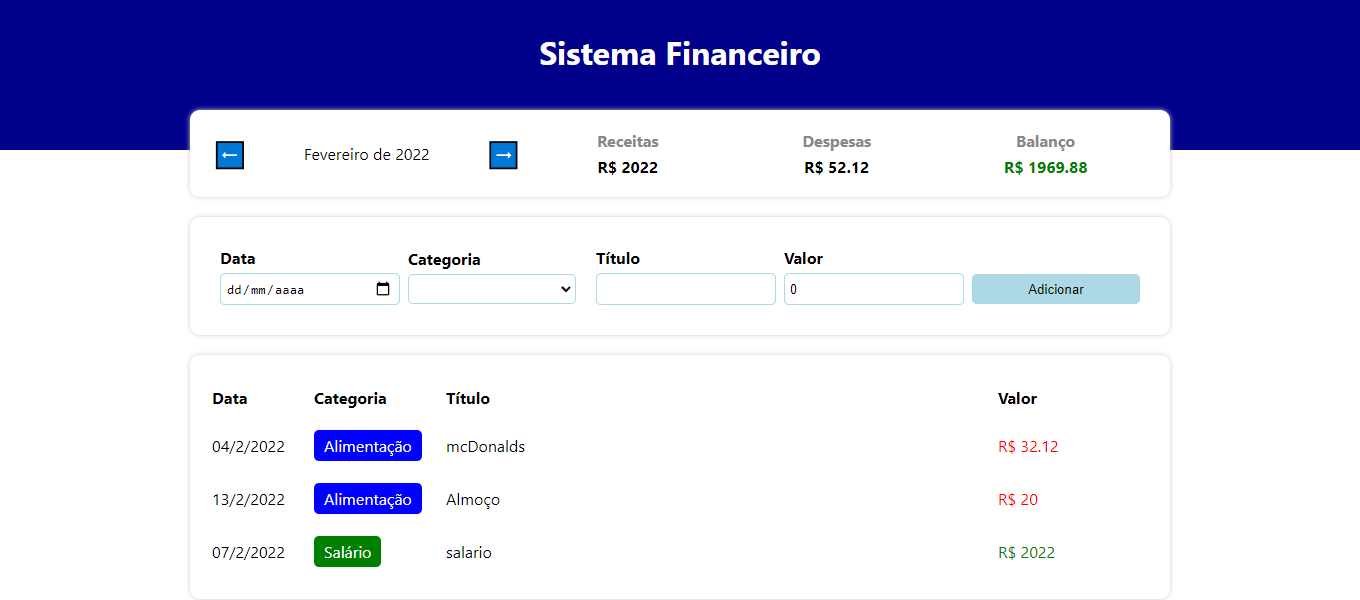 Sistema Financeiro
← Fevereiro de 2022 → Receitas Despesas Balanço
R$ 2022 R$ 52.12 R$ 1969.88
Data Categoria Título Valor
dd/mm/aaaa 0 Adicionar
Data Categoria Título Valor
04/2/2022 Alimentação mcDonalds R$ 32.12
13/2/2022 Alimentação Almoço R$ 20
07/2/2022 Salário salario R$ 2022